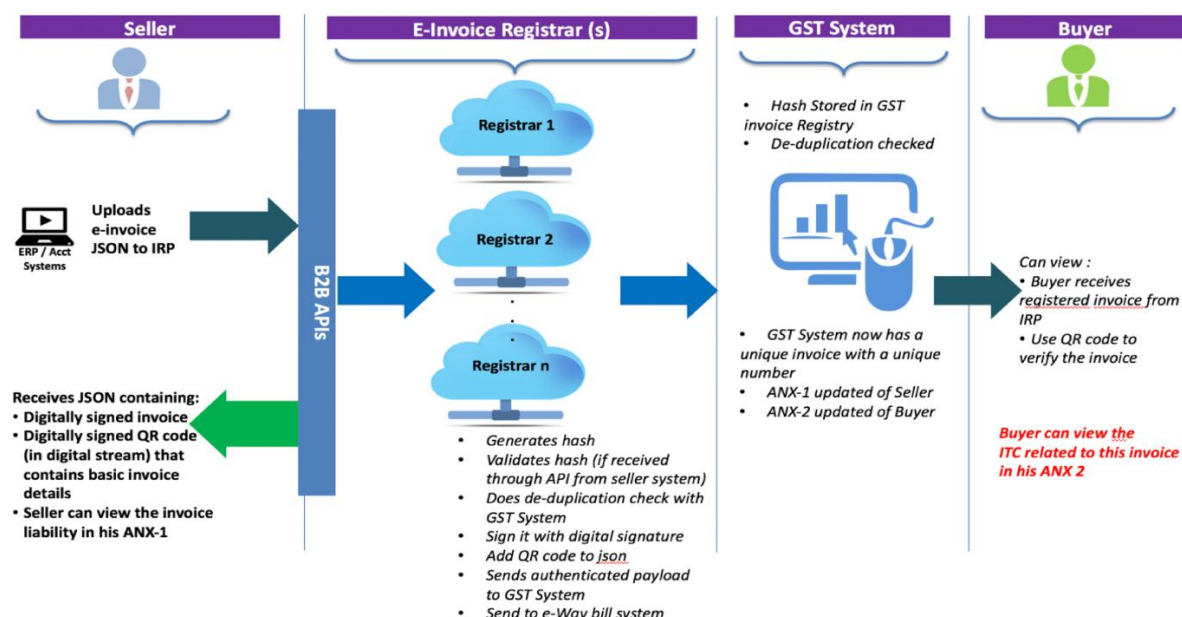 Seller
E-Invoice Registrar (s)
GST System
Buyer
ERP / Acct
Systems
Uploads
e-invoice
JSON to IRP
Receives JSON containing:
• Digitally signed invoice
• Digitally signed QR code
(in digital stream) that
contains basic invoice
details
• Seller can view the invoice
liability in his ANX-1
B2B APIs
Registrar 1
Registrar 2
Registrar n
• Generates hash
• Validates hash (if received
through API from seller system)
• Does de-duplication check with
GST System
• Sign it with digital signature
• Add QR code to json
• Sends authenticated payload
to GST System
• Send to e-Way bill system
• Hash Stored in GST
invoice Registry
• De-duplication checked
• GST System now has a
unique invoice with a unique
number
• ANX-1 updated of Seller
• ANX-2 updated of Buyer
Can view :
• Buyer receives
registered invoice from
IRP
• Use QR code to
verify the invoice
Buyer can view the
ITC related to this invoice
in his ANX 2